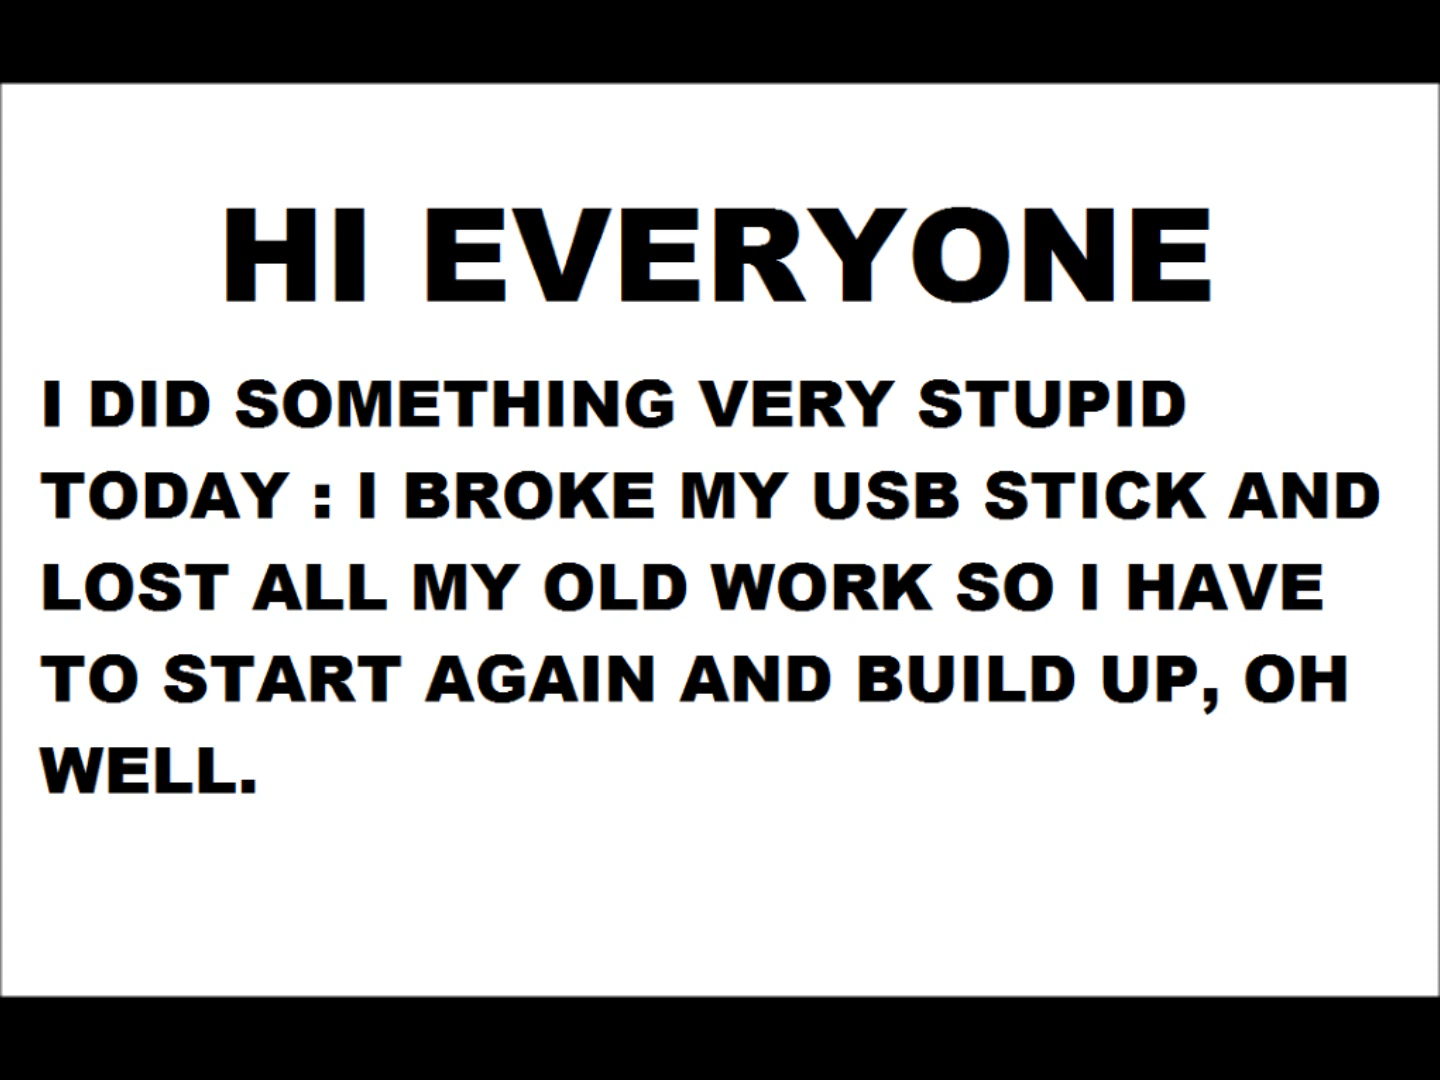 HI EVERYONE
I DID SOMETHING VERY STUPID
TODAY : I BROKE MY USB STICK AND
LOST ALL MY OLD WORK SO I HAVE
TO START AGAIN AND BUILD UP, OH
WELL.